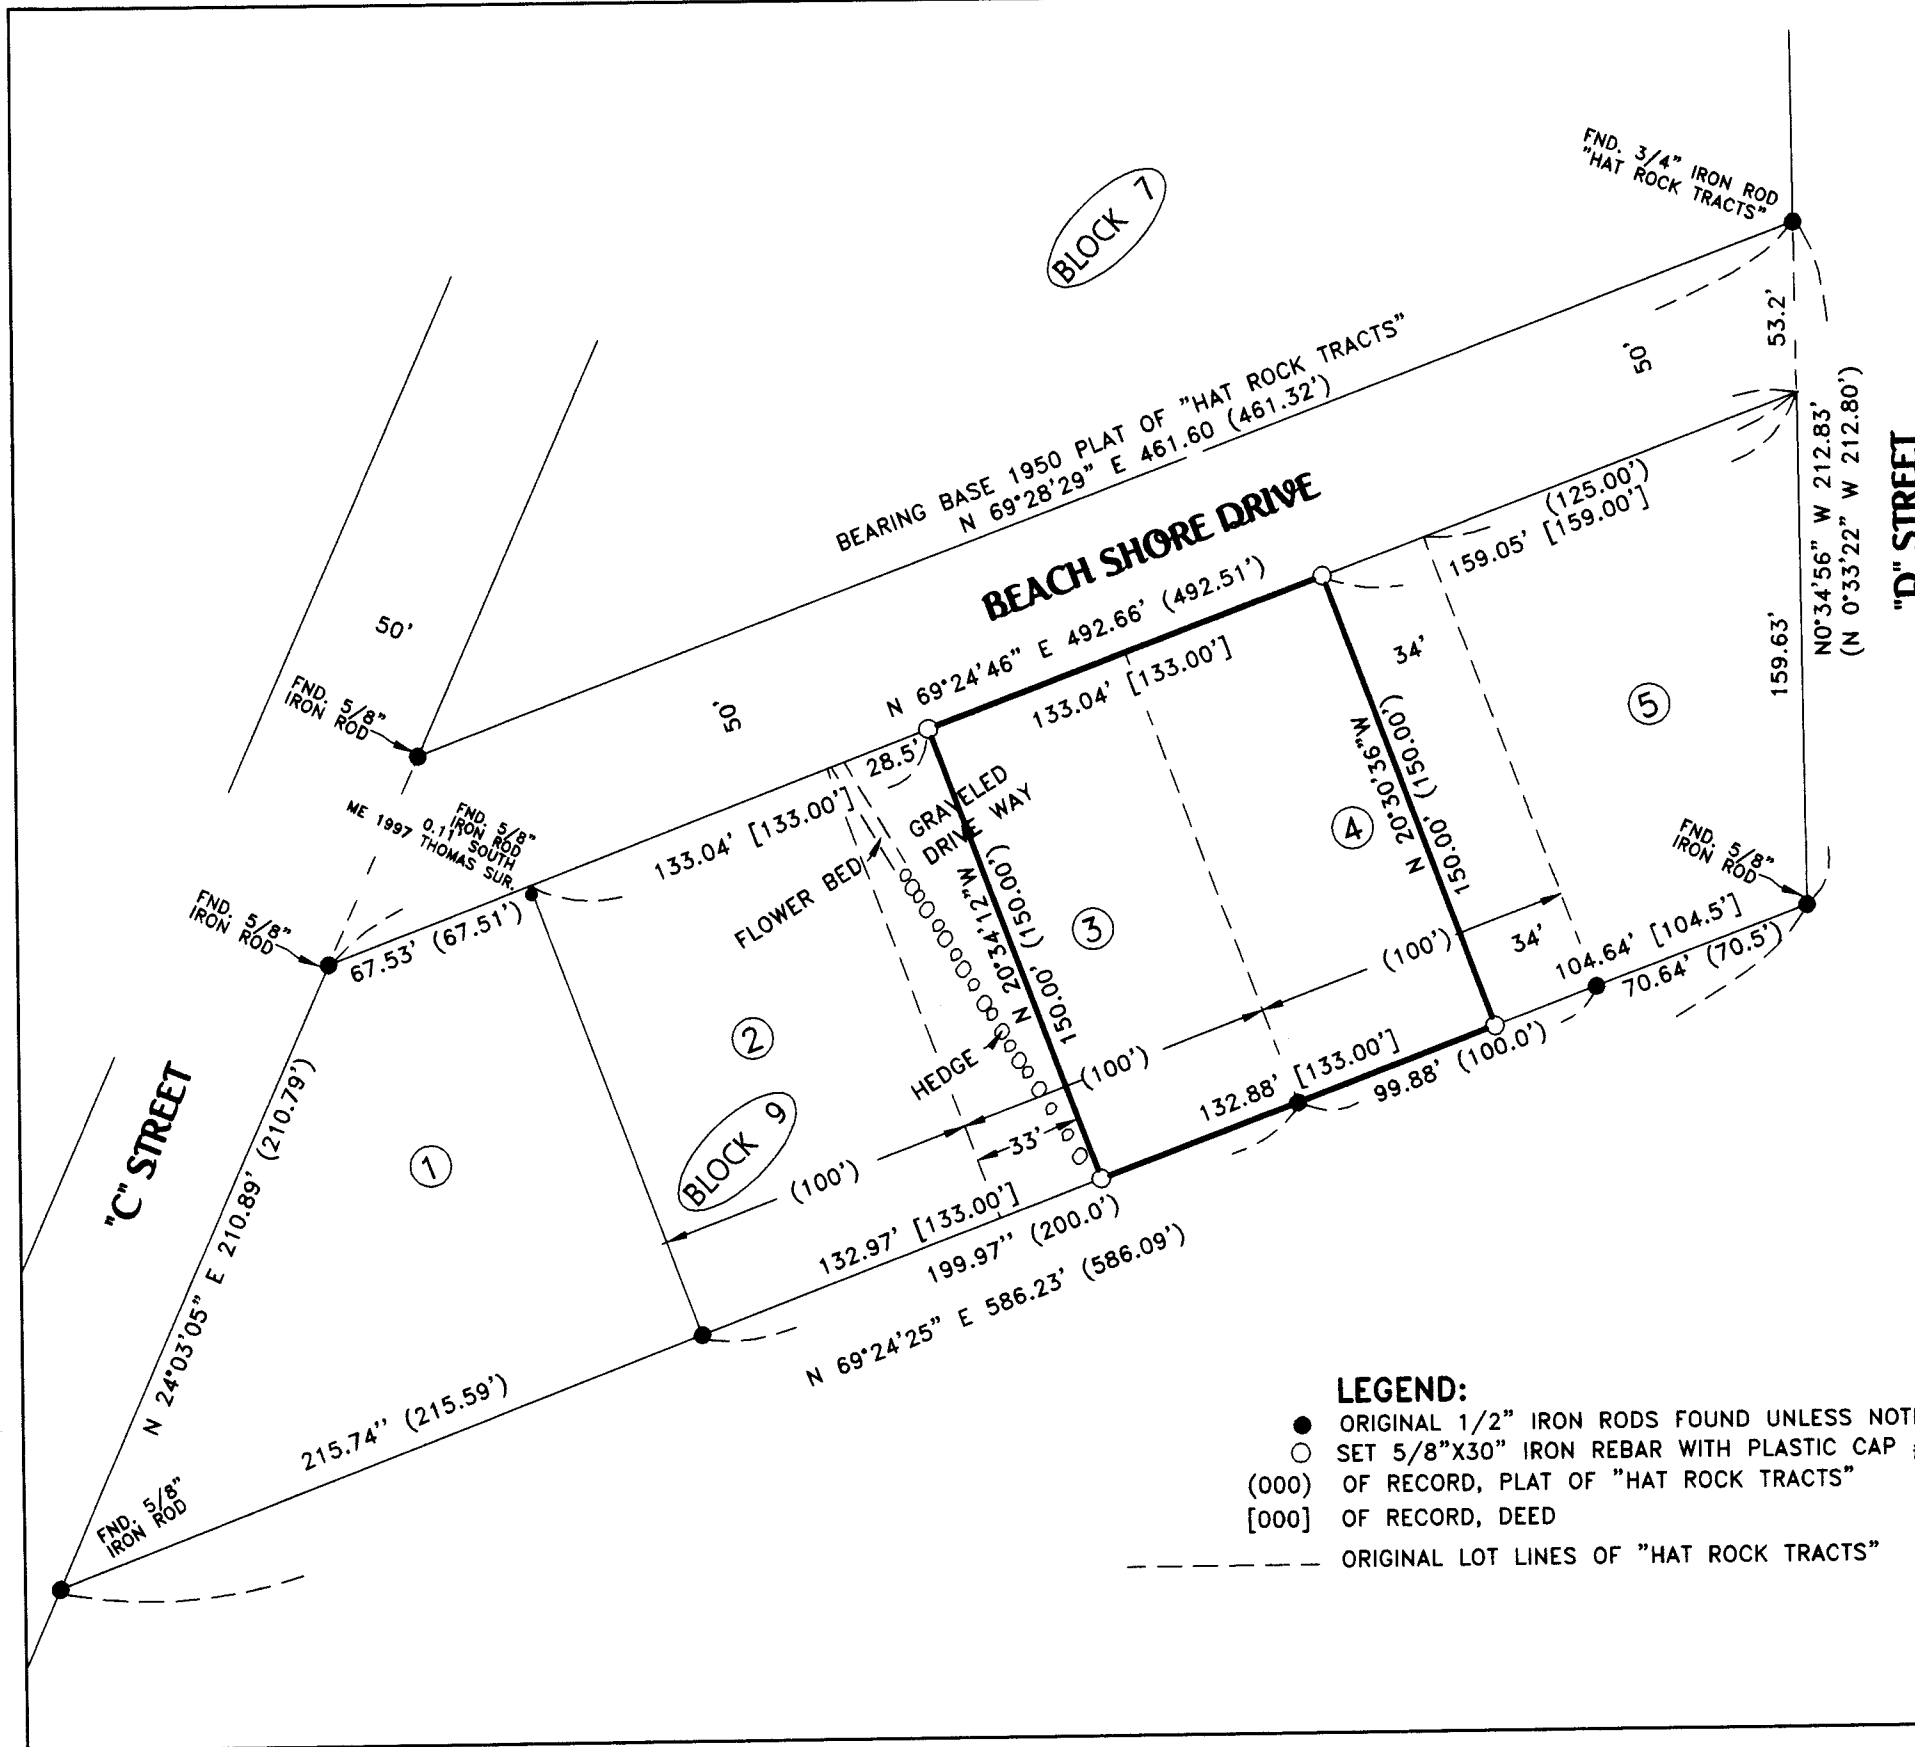 BLOCK 7
FND. 3/4" IRON ROD
"HAT ROCK TRACTS"
53.2'
50'
BEARING BASE 1950 PLAT OF "HAT ROCK TRACTS"
N 69°28'29" E 461.60 (461.32')
BEACH SHORE DRIVE
N 69°24'46" E 492.66' (492.51')
133.04' [133.00']
(125.00')
159.05' [159.00']
N0°34'56" W 212.83'
(N 0°33'22" W 212.80')
"D" STREET
159.63'
50'
50'
FND. 5/8"
IRON ROD
FND. 5/8"
IRON ROD
0.11' SOUTH
ME 1997 THOMAS SUR.
FND. 5/8"
IRON ROD
67.53' (67.51')
133.04' [133.00']
28.5'
GRAVELED
DRIVE WAY
FLOWER BED
HEDGE
N 20°34'12"W
150.00' (150.00')
34'
N 20°30'36"W
150.00' (150.00')
5
4
3
2
1
FND. 5/8"
IRON ROD
(100')
34'
104.64' [104.5']
70.64' (70.5')
(100')
132.88' [133.00']
99.88' (100.0')
33'
(100')
BLOCK 9
132.97' [133.00']
199.97" (200.0')
N 69°24'25" E 586.23' (586.09')
"C" STREET
N 24°03'05" E 210.89' (210.79')
215.74" (215.59')
FND. 5/8"
IRON ROD
LEGEND:
ORIGINAL 1/2" IRON RODS FOUND UNLESS
SET 5/8"X30" IRON REBAR WITH PLASTIC CAP
(000) OF RECORD, PLAT OF "HAT ROCK TRACTS"
[000] OF RECORD, DEED
ORIGINAL LOT LINES OF "HAT ROCK TRACTS"